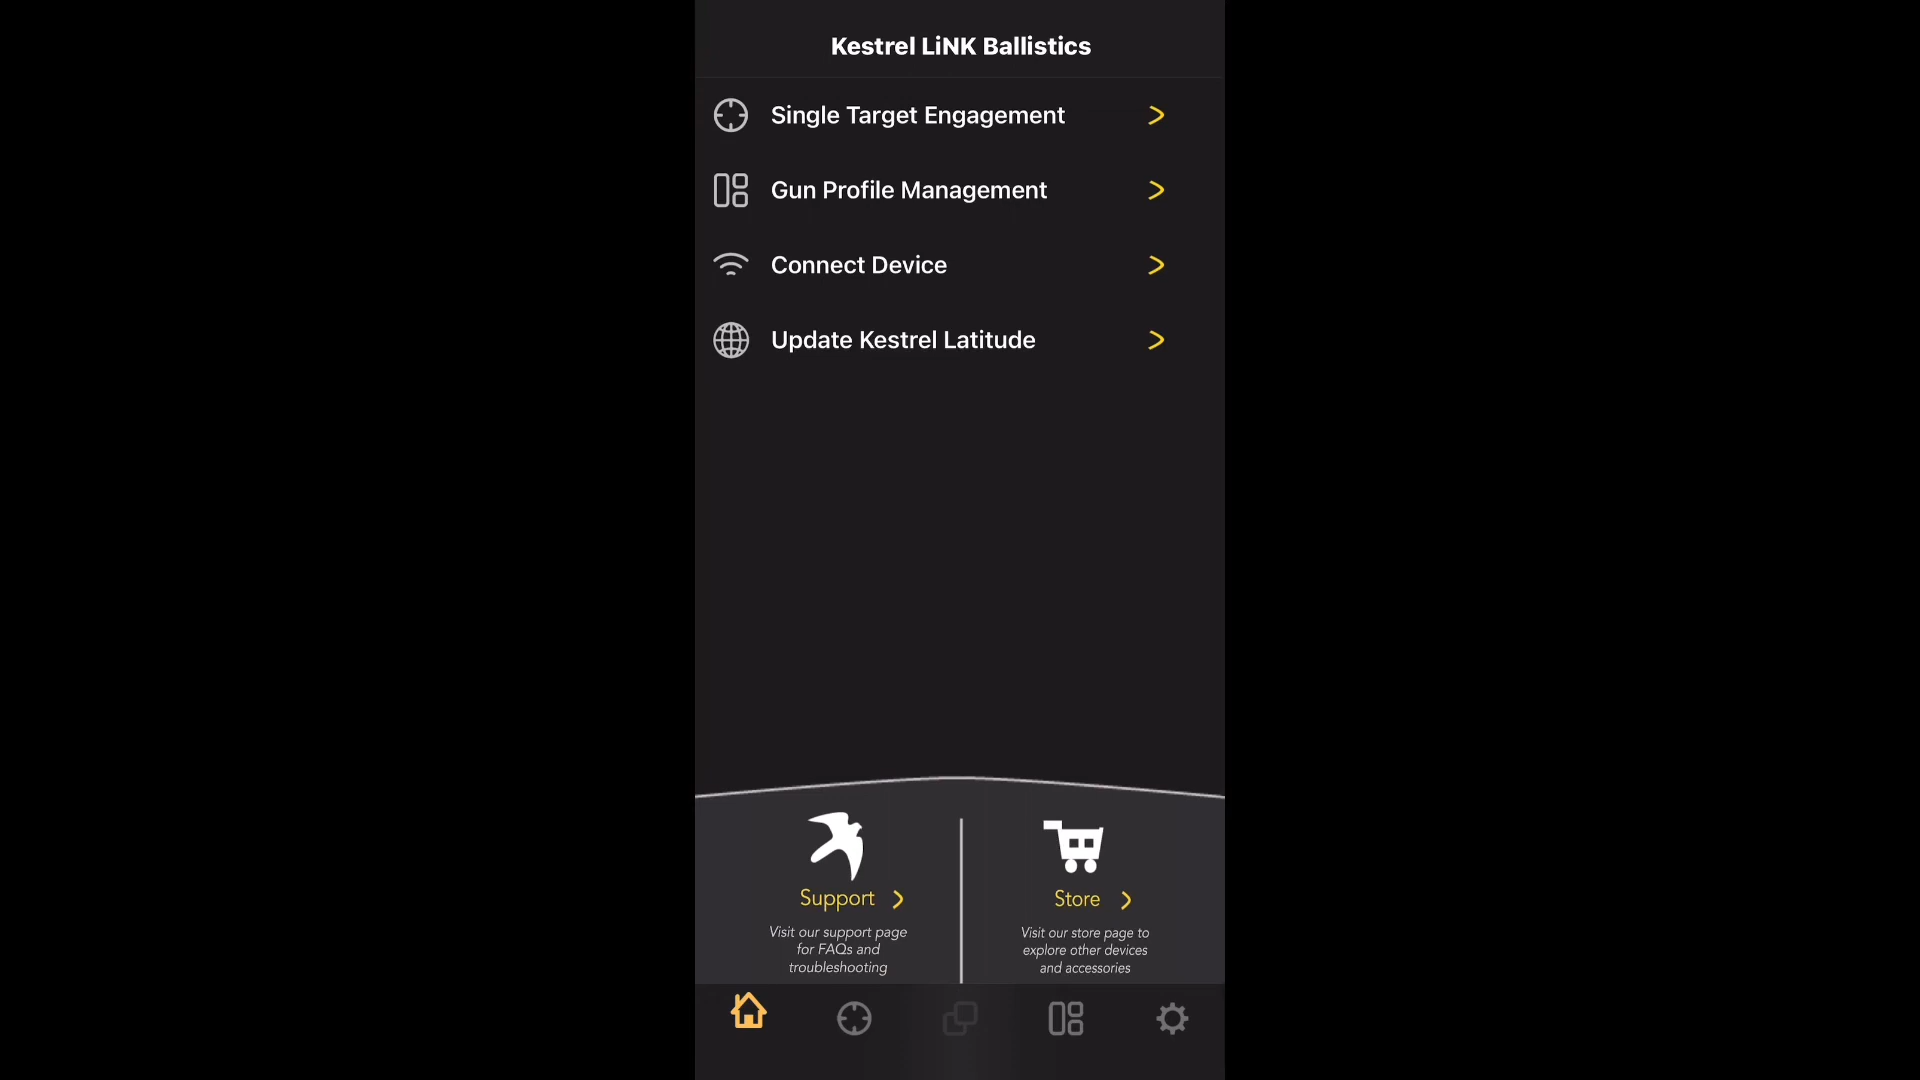 Kestrel LiNK Ballistics
Single Target Engagement
Gun Profile Management
Connect Device
Update Kestrel Latitude
Support
Visit our support page
for FAQs and
troubleshooting
Store
Visit our store page to
explore other devices
and accessories